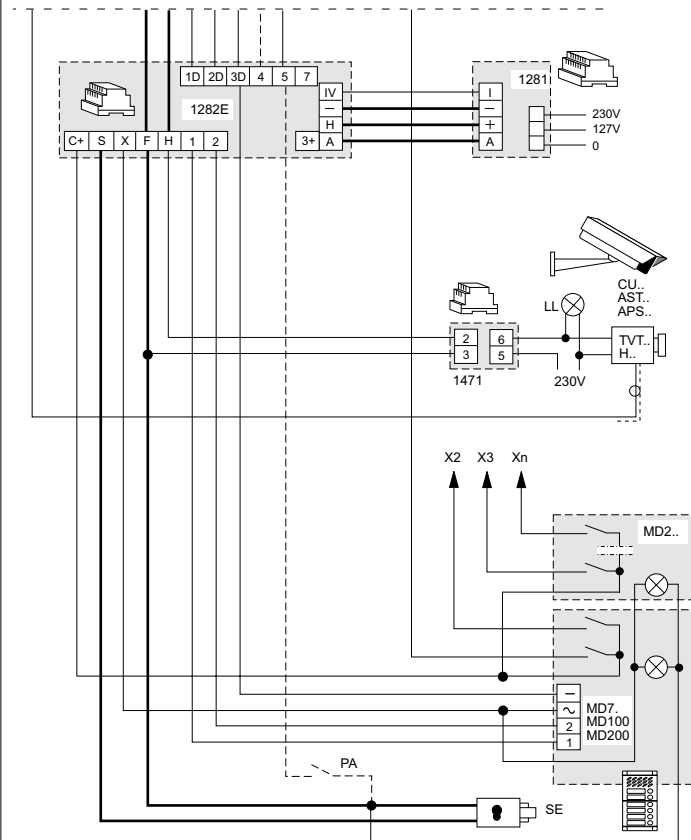 1D 2D 3D 4 5 7
1282E
IV
—
H
3+ A
C+ S X F H 1 2
1281
I
—
+
A
230V
127V
0
CU..
AST..
APS..
LL
TVT..
H..
2 6
3 5
1471
230V
X2 X3 Xn
MD2..
—
~
2
1
MD7.
MD100
MD200
PA
SE